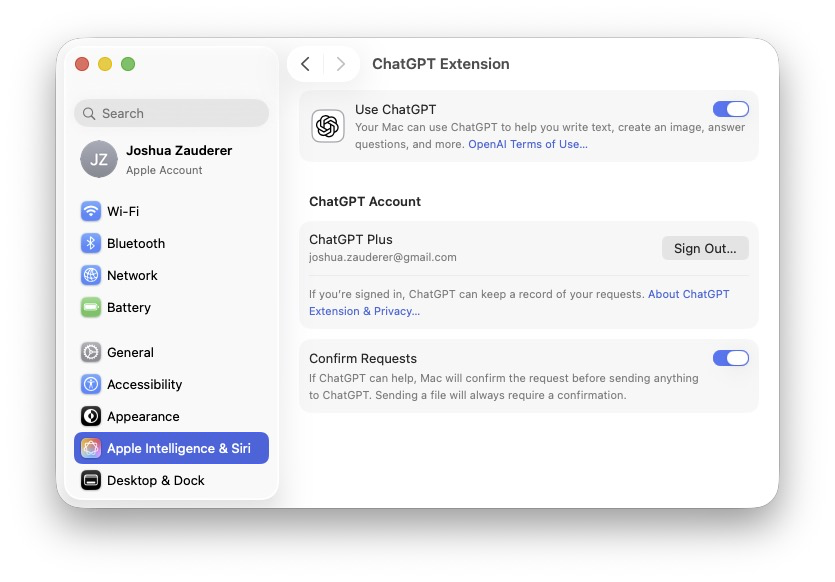 ChatGPT Extension
Search
JZ
Joshua Zauderer
Apple Account
Wi-Fi
Bluetooth
Network
Battery
General
Accessibility
Appearance
Apple Intelligence & Siri
Desktop & Dock
Use ChatGPT
Your Mac can use ChatGPT to help you write text, create an image, answer
questions, and more. OpenAI Terms of Use...
ChatGPT Account
ChatGPT Plus
joshua.zauderer@gmail.com
Sign Out...
If you’re signed in, ChatGPT can keep a record of your requests. About ChatGPT
Extension & Privacy...
Confirm Requests
If ChatGPT can help, Mac will confirm the request before sending anything
to ChatGPT. Sending a file will always require a confirmation.